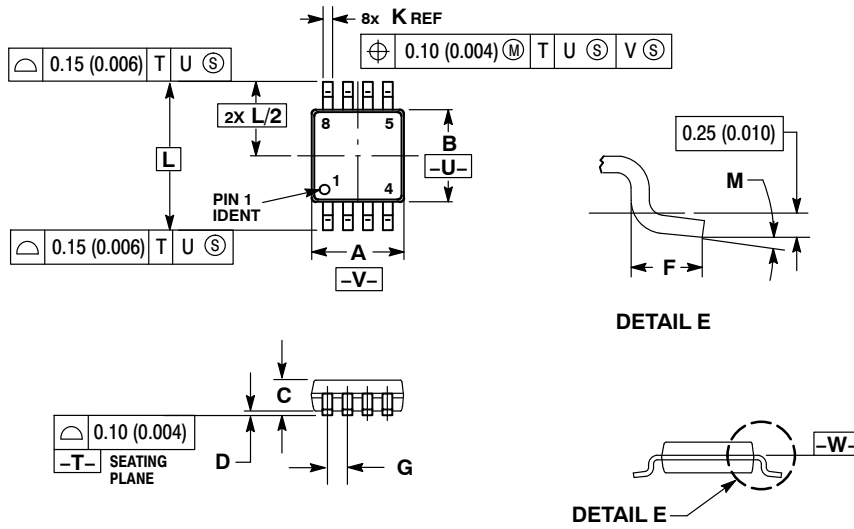 8x K REF
⌖ 0.10 (0.004) Ⓜ T U Ⓢ V Ⓢ
⌓ 0.15 (0.006) T U Ⓢ
2X L/2
L
8 5
B
–U–
0.25 (0.010)
M
PIN 1
IDENT
1
4
⌓ 0.15 (0.006) T U Ⓢ
A
–V–
F
DETAIL E
C
⌓ 0.10 (0.004)
–T– SEATING
PLANE
D
G
–W–
DETAIL E